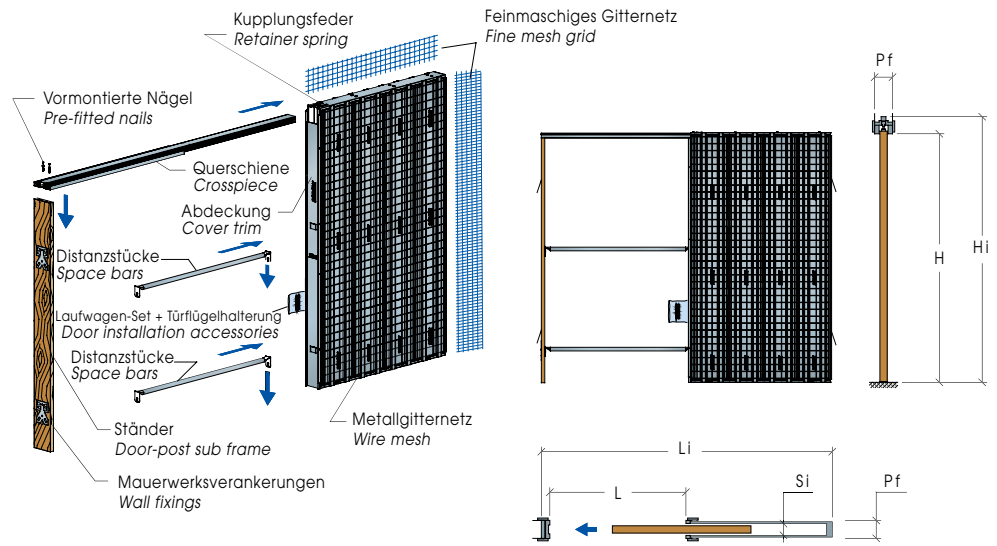 Kupplungsfeder
Retainer spring
Feinmaschiges Gitternetz
Fine mesh grid
Vormontierte Nägel
Pre-fitted nails
Querschiene
Crosspiece
Abdeckung
Cover trim
Distanzstücke
Space bars
Laufwagen-Set + Türflügelhalterung
Door installation accessories
Distanzstücke
Space bars
Ständer
Door-post sub frame
Metallgitternetz
Wire mesh
Mauerwerksverankerungen
Wall fixings
Pf
H
Hi
Li
L
Si
Pf